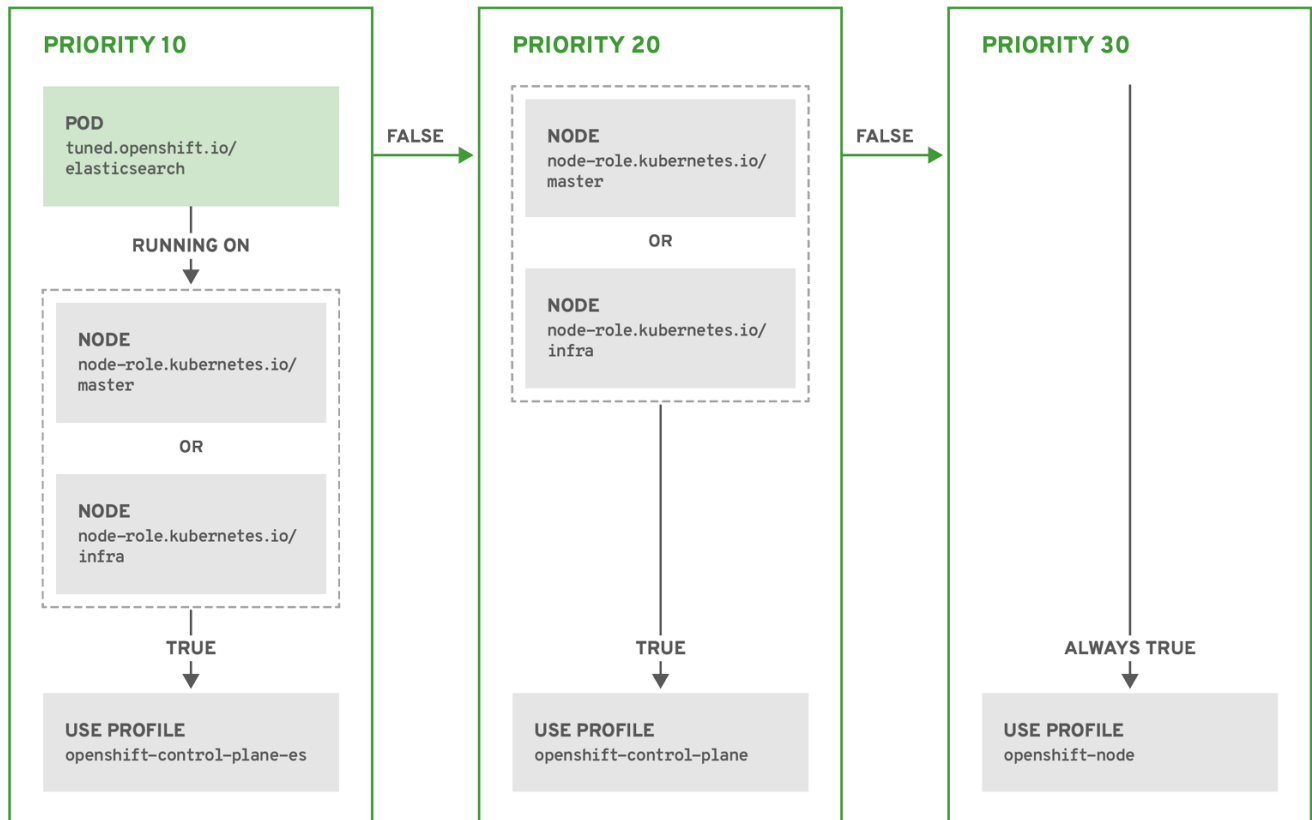 PRIORITY 10
POD
tuned.openshift.io/
elasticsearch
RUNNING ON
NODE
node-role.kubernetes.io/
master
OR
NODE
node-role.kubernetes.io/
infra
TRUE
USE PROFILE
openshift-control-plane-es
FALSE
PRIORITY 20
NODE
node-role.kubernetes.io/
master
OR
NODE
node-role.kubernetes.io/
infra
TRUE
USE PROFILE
openshift-control-plane
FALSE
PRIORITY 30
ALWAYS TRUE
USE PROFILE
openshift-node